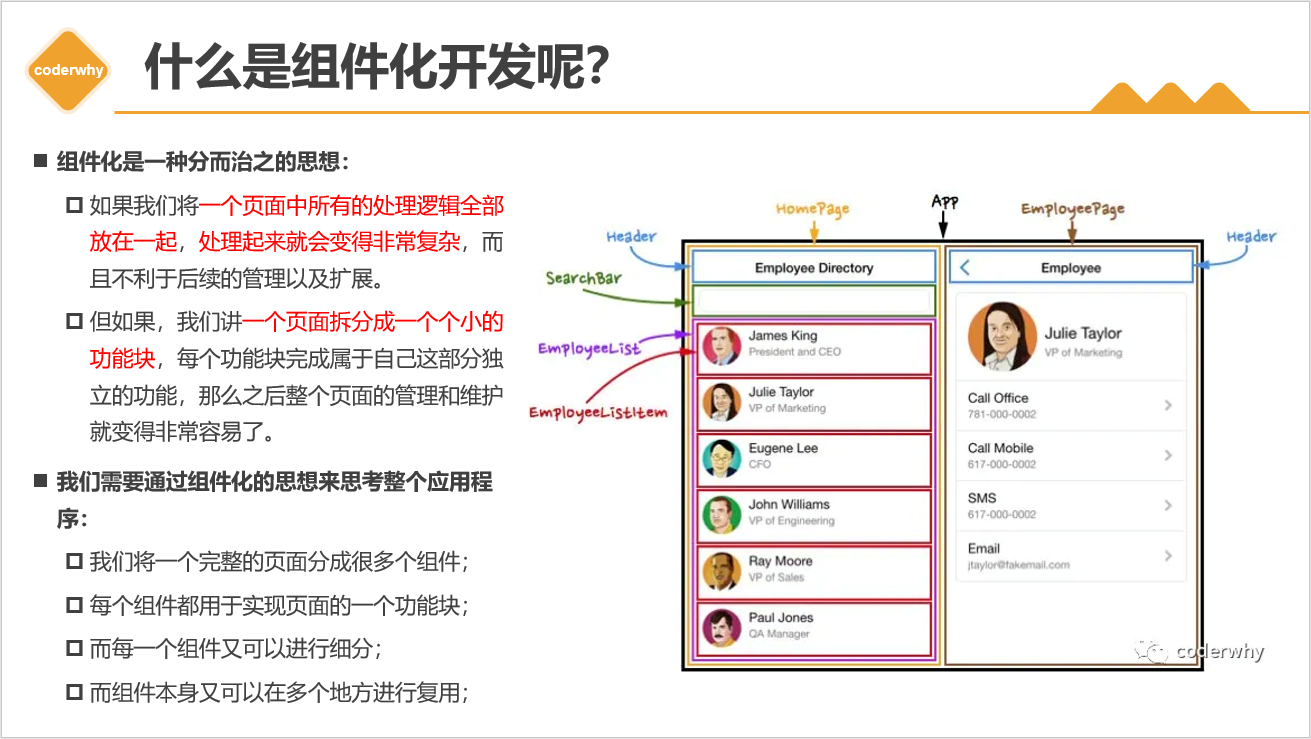 coderwhy
什么是组件化开发呢？
组件化是一种分而治之的思想：
如果我们将一个页面中所有的处理逻辑全部
放在一起，处理起来就会变得非常复杂，而
且不利于后续的管理以及扩展。
但如果，我们讲一个页面拆分成一个个小的
功能块，每个功能块完成属于自己这部分独
立的功能，那么之后整个页面的管理和维护
就变得非常容易了。
我们需要通过组件化的思想来思考整个应用程
序：
我们将一个完整的页面分成很多个组件；
每个组件都用于实现页面的一个功能块；
而每一个组件又可以进行细分；
而组件本身又可以在多个地方进行复用；
App
HomePage
EmployeePage
Header
Header
SearchBar
EmployeeList
EmployeeListItem
Employee Directory
James King
President and CEO
Julie Taylor
VP of Marketing
Eugene Lee
CFO
John Williams
VP of Engineering
Ray Moore
VP of Sales
Paul Jones
QA Manager
Employee
Julie Taylor
VP of Marketing
Call Office
781-000-0002
Call Mobile
617-000-0002
SMS
617-000-0002
Email
jtaylor@fakemail.com
coderwhy